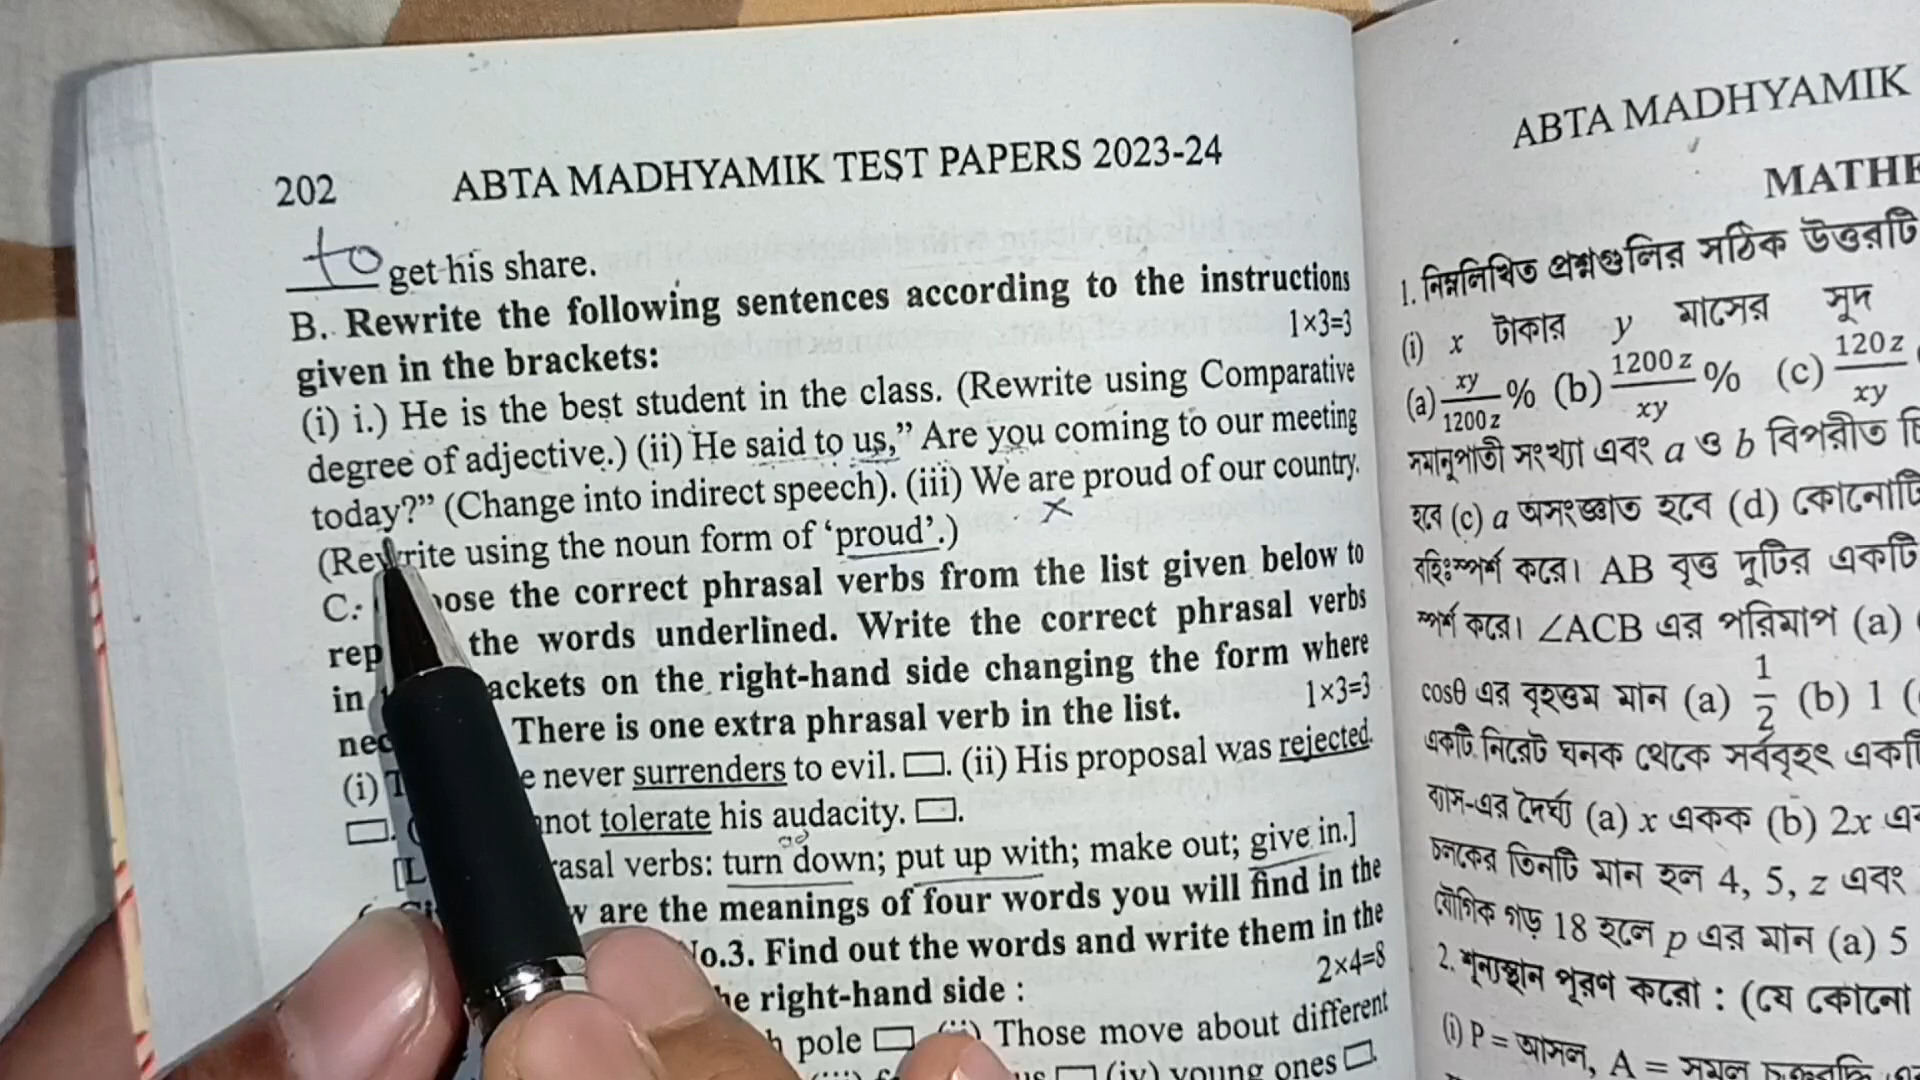 202 ABTA MADHYAMIK TEST PAPERS 2023-24
to get his share.
B. Rewrite the following sentences according to the instructions
given in the brackets: 1×3=3
(i) i.) He is the best student in the class. (Rewrite using Comparative
degree of adjective.) (ii) He said to us,” Are you coming to our meeting
today?” (Change into indirect speech). (iii) We are proud of our country.
(Rewrite using the noun form of ‘proud’.) ×
C: the correct phrasal verbs from the list given below to
the words underlined. Write the correct phrasal verbs
in on the right-hand side changing the form where
There is one extra phrasal verb in the list. 1×3=3
(i) never surrenders to evil. (ii) His proposal was rejected.
tolerate his audacity.
verbs: turn down; put up with; make out; give in.]
are the meanings of four words you will find in the
No.3. Find out the words and write them in the
right-hand side : 2×4=8
pole (ii) Those move about different
(iv) young ones
ABTA MADHYAMIK
1. নিম্নলিখিত প্রশ্নগুলির সঠিক উত্তরটি
(i) x টাকার y মাসের সুদ
(a) xy/1200z % (b) 1200z/xy % (c) 120z/xy
সমানুপাতী সংখ্যা এবং a ও b বিপরীত
হবে (c) a অসংজ্ঞাত হবে (d) কোনোটি
বহিঃস্পর্শ করে। AB বৃত্ত দুটির একটি
স্পর্শ করে। ∠ACB এর পরিমাপ (a)
cosθ এর বৃহত্তম মান (a) 1/2 (b) 1
একটি নিরেট ঘনক থেকে সর্ববৃহৎ একটি
ব্যাস-এর দৈর্ঘ্য (a) x একক (b) 2x
চলকের তিনটি মান হল 4, 5, z এবং
যৌগিক গড় 18 হলে p এর মান (a) 5
2. শূন্যস্থান পূরণ করো : (যে কোনো
(i) P = আসল, A =